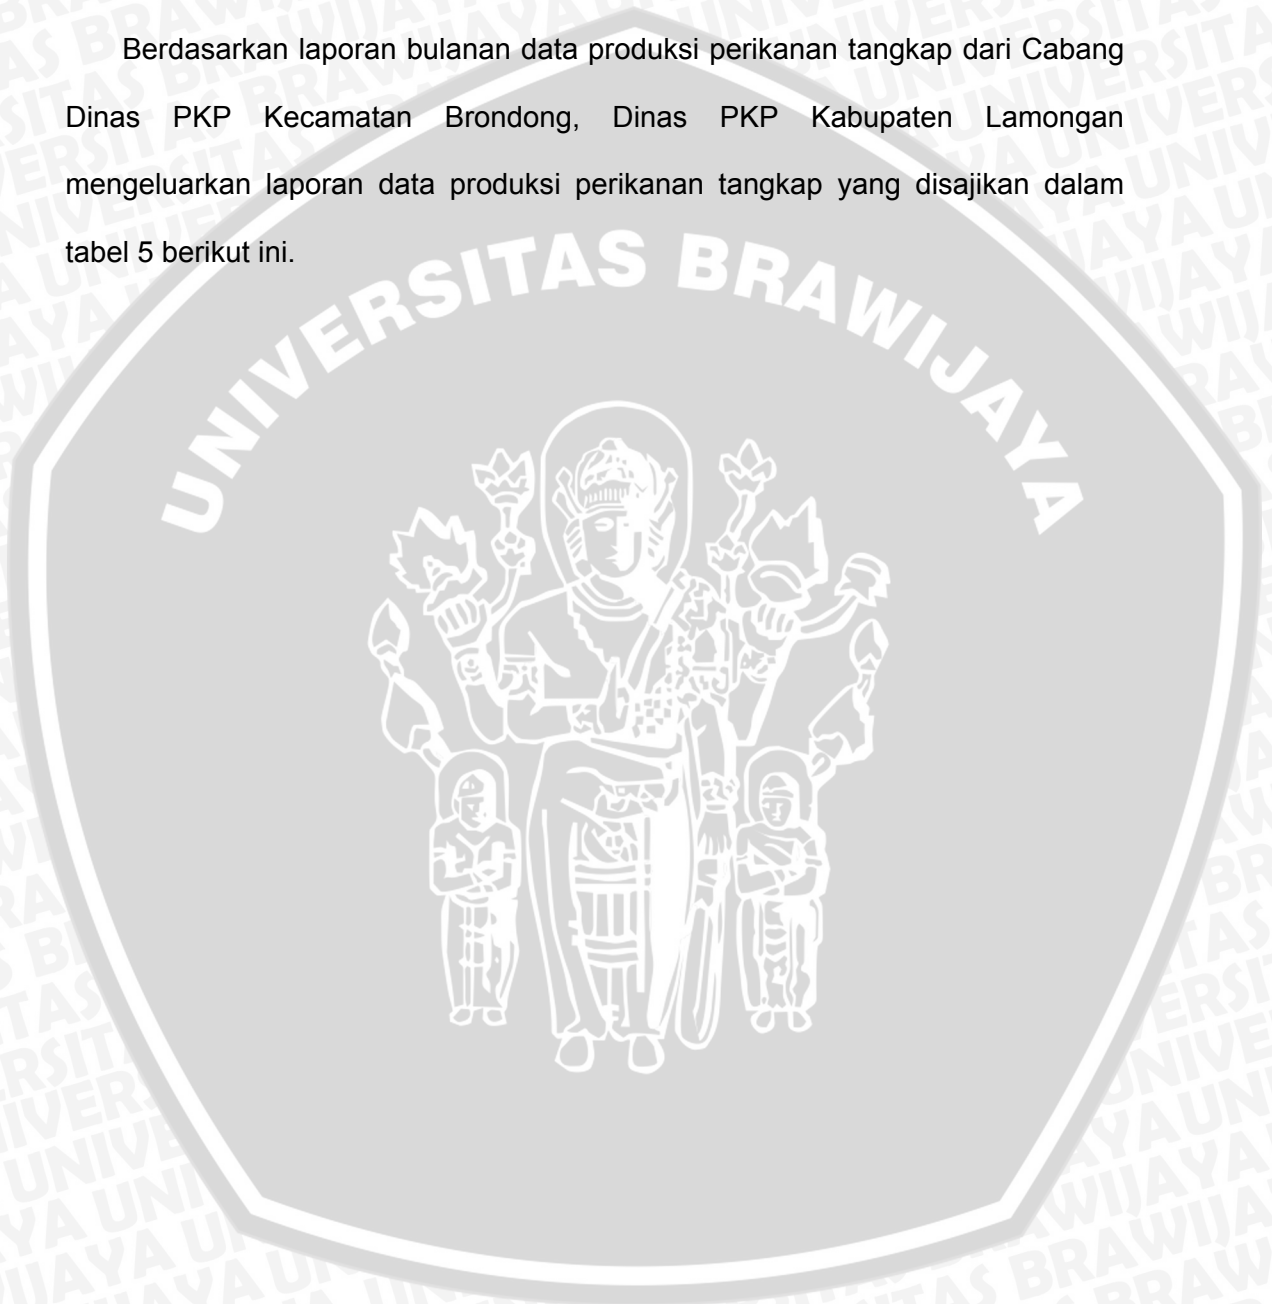 Berdasarkan laporan bulanan data produksi perikanan tangkap dari Cabang
Dinas PKP Kecamatan Brondong, Dinas PKP Kabupaten Lamongan
mengeluarkan laporan data produksi perikanan tangkap yang disajikan dalam
tabel 5 berikut ini.
UNIVERSITAS BRAWIJAYA